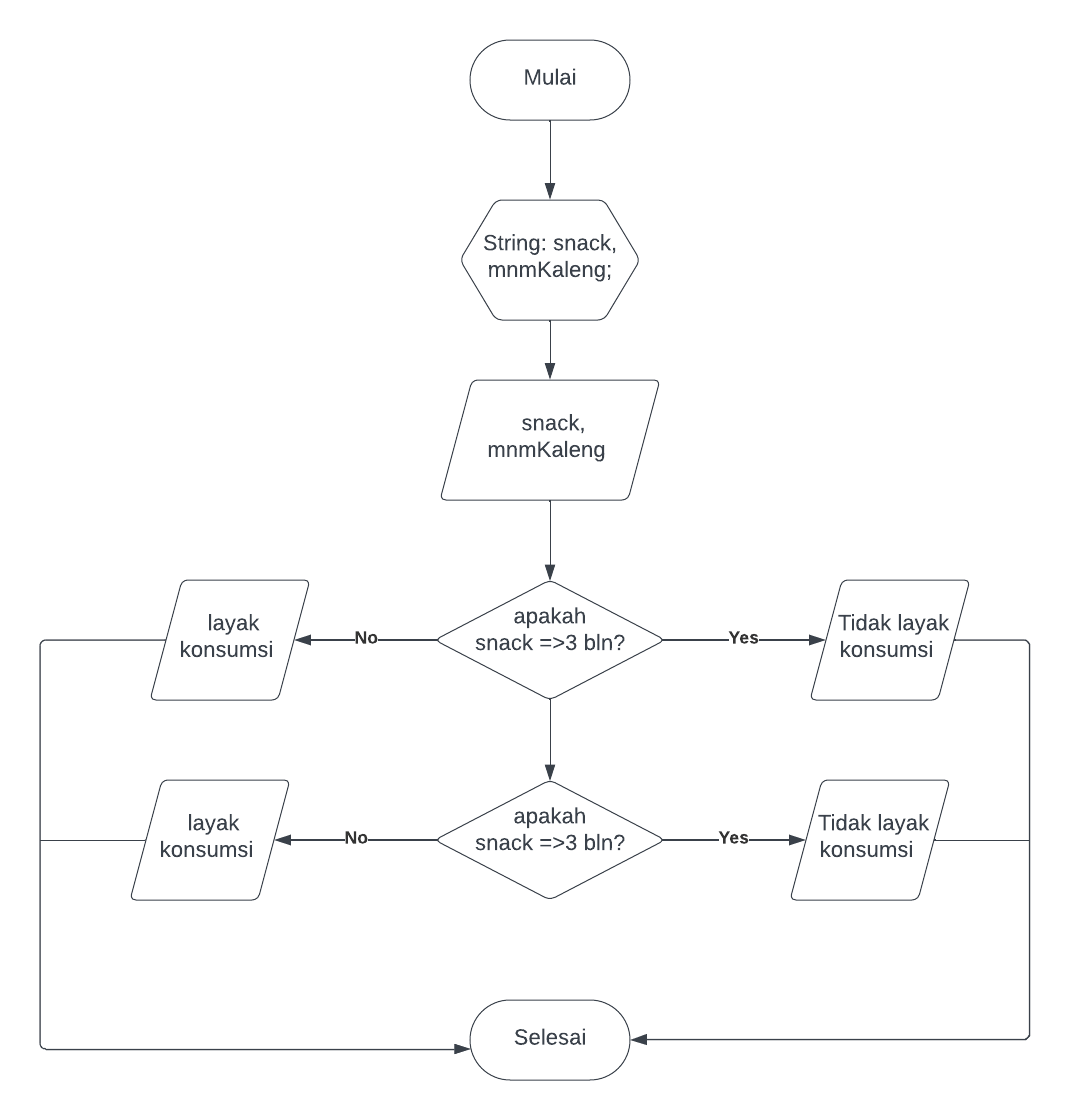 Mulai
String: snack,
mnmKaleng;
snack,
mnmKaleng
layak
konsumsi
No
apakah
snack =>3 bln?
Yes
Tidak layak
konsumsi
layak
konsumsi
No
apakah
snack =>3 bln?
Yes
Tidak layak
konsumsi
Selesai